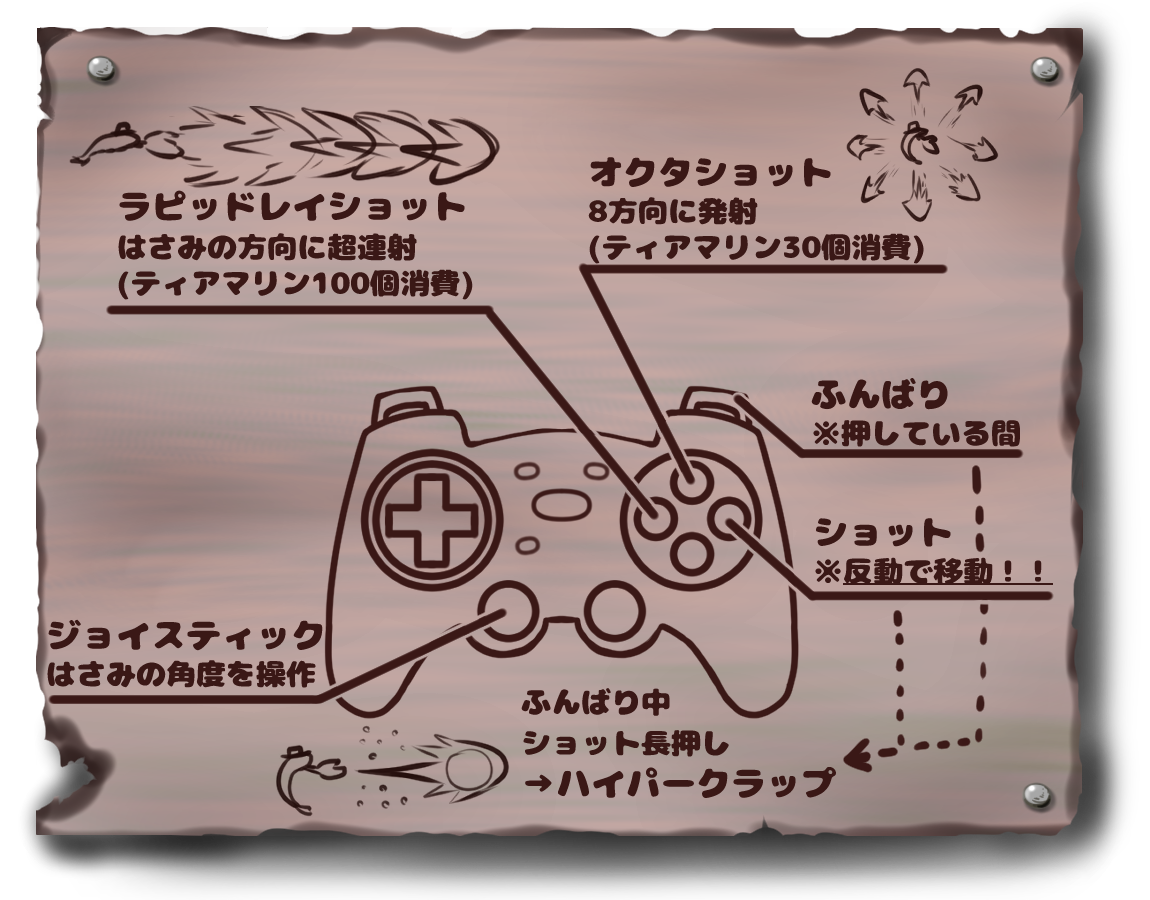 ラピッドレイショット
はさみの方向に超連射
(ティアマリン100個消費)
オクタショット
8方向に発射
(ティアマリン30個消費)
ふんばり
※押している間
ショット
※反動で移動！！
ジョイスティック
はさみの角度を操作
ふんばり中
ショット長押し
→ハイパークラップ